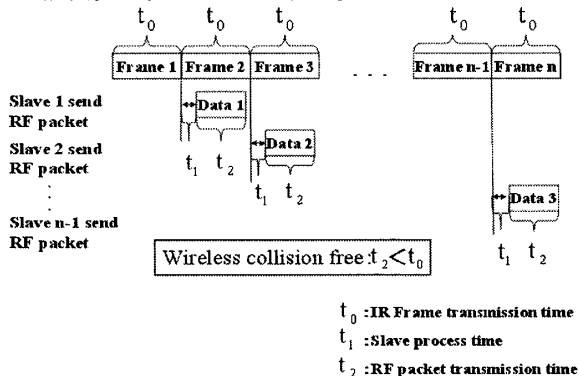 t0 t0 t0 t0 t0
Frame 1 Frame 2 Frame 3 . . . Frame n-1 Frame n
Slave 1 send RF packet
Data 1
t1 t2
Slave 2 send RF packet
Data 2
t1 t2
Slave n-1 send RF packet
Data 3
t1 t2
Wireless collision free:t2<t0
t0 :IR Frame transmission time
t1 :Slave process time
t2 :RF packet transmission time